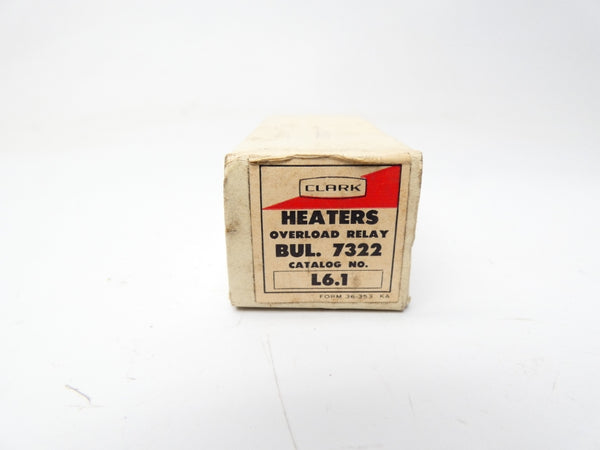 CLARK
HEATERS
OVERLOAD RELAY
BUL. 7322
CATALOG NO.
L6.1
FORM 36-353 KA